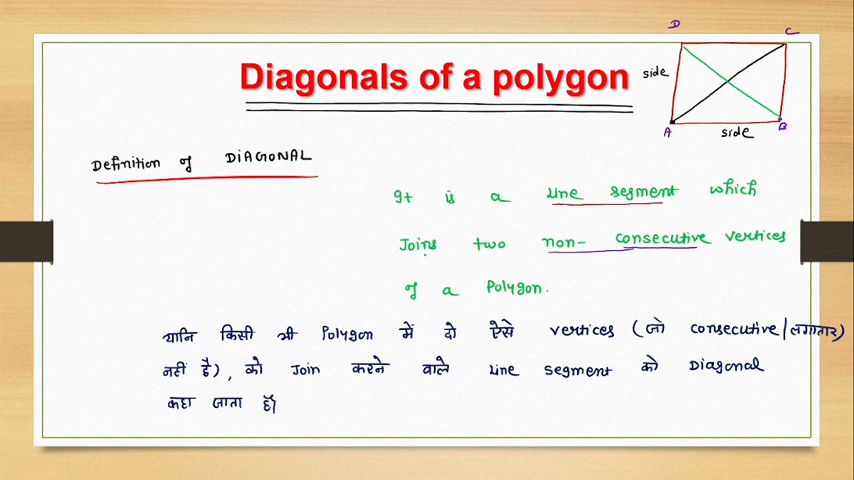 D
C
side
Diagonals of a polygon
A
side
B
Definition of DIAGONAL
It is a Line segment which
Joins two non-consecutive vertices
of a Polygon.
यानि किसी भी Polygon में दो ऐसे vertices (जो consecutive/लगातार)
नहीं है), को Join करने वाले Line segment को Diagonal
कहा जाता है।